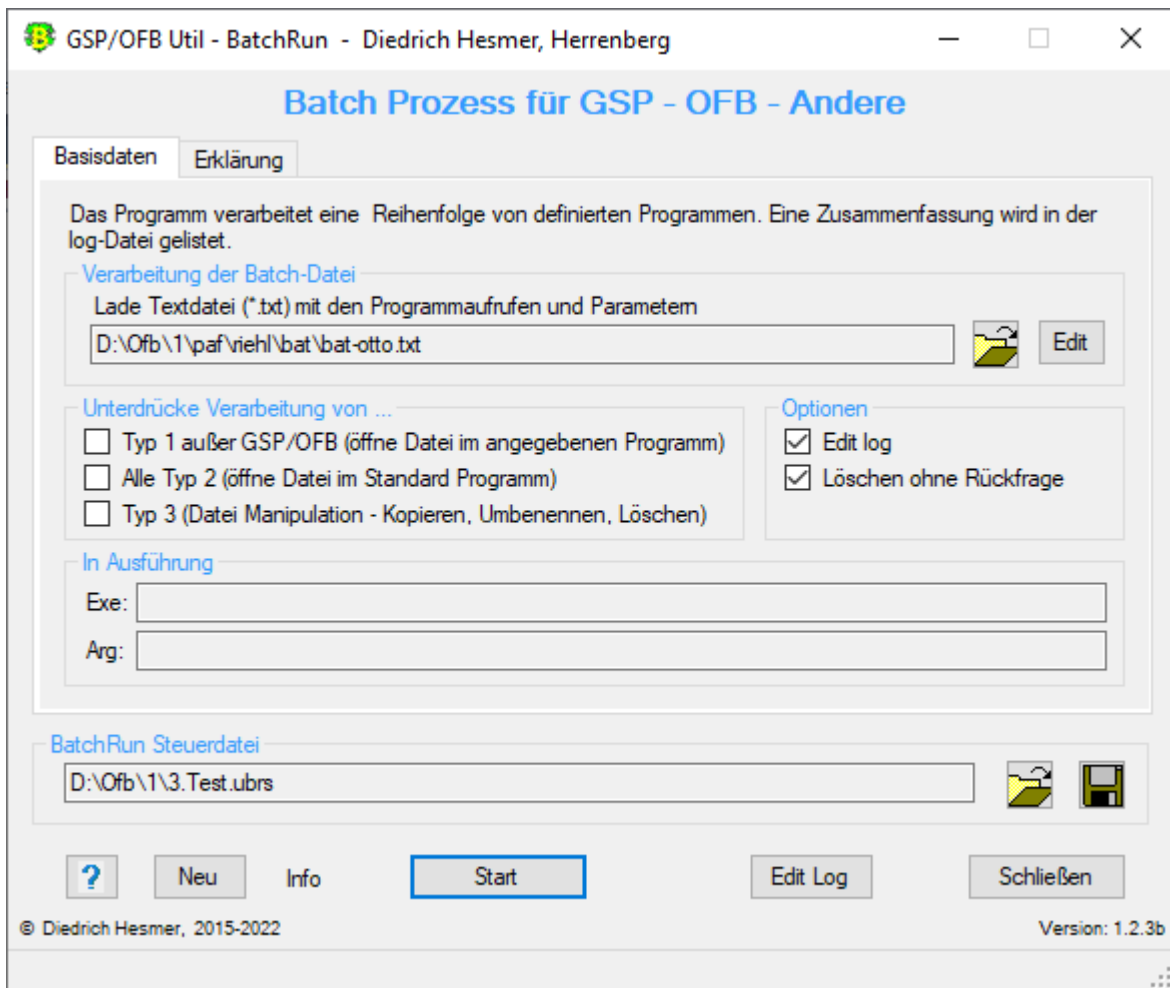 GSP/OFB Util - BatchRun - Diedrich Hesmer, Herrenberg
Batch Prozess für GSP - OFB - Andere
Basisdaten
Erklärung
Das Programm verarbeitet eine Reihenfolge von definierten Programmen. Eine Zusammenfassung wird in der
log-Datei gelistet.
Verarbeitung der Batch-Datei
Lade Textdatei (*.txt) mit den Programmaufrufen und Parametern
D:\Ofb\1\paf\riehl\bat\bat-otto.txt
Edit
Unterdrücke Verarbeitung von ...
Typ 1 außer GSP/OFB (öffne Datei im angegebenen Programm)
Alle Typ 2 (öffne Datei im Standard Programm)
Typ 3 (Datei Manipulation - Kopieren, Umbenennen, Löschen)
Optionen
Edit log
Löschen ohne Rückfrage
In Ausführung
Exe:
Arg:
BatchRun Steuerdatei
D:\Ofb\1\3.Test.ubrs
?
Neu
Info
Start
Edit Log
Schließen
© Diedrich Hesmer, 2015-2022
Version: 1.2.3b